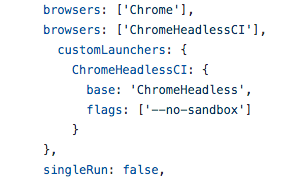 browsers: ['Chrome'],
browsers: ['ChromeHeadlessCI'],
  customLaunchers: {
    ChromeHeadlessCI: {
      base: 'ChromeHeadless',
      flags: ['--no-sandbox']
    }
},
singleRun: false,